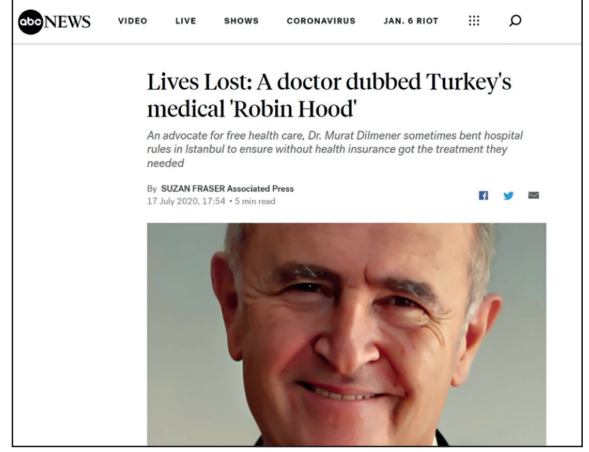 abc NEWS VIDEO LIVE SHOWS CORONAVIRUS JAN. 6 RIOT
Lives Lost: A doctor dubbed Turkey's
medical 'Robin Hood'
An advocate for free health care, Dr. Murat Dilmener sometimes bent hospital
rules in Istanbul to ensure without health insurance got the treatment they
needed
By SUZAN FRASER Associated Press
17 July 2020, 17:54 • 5 min read